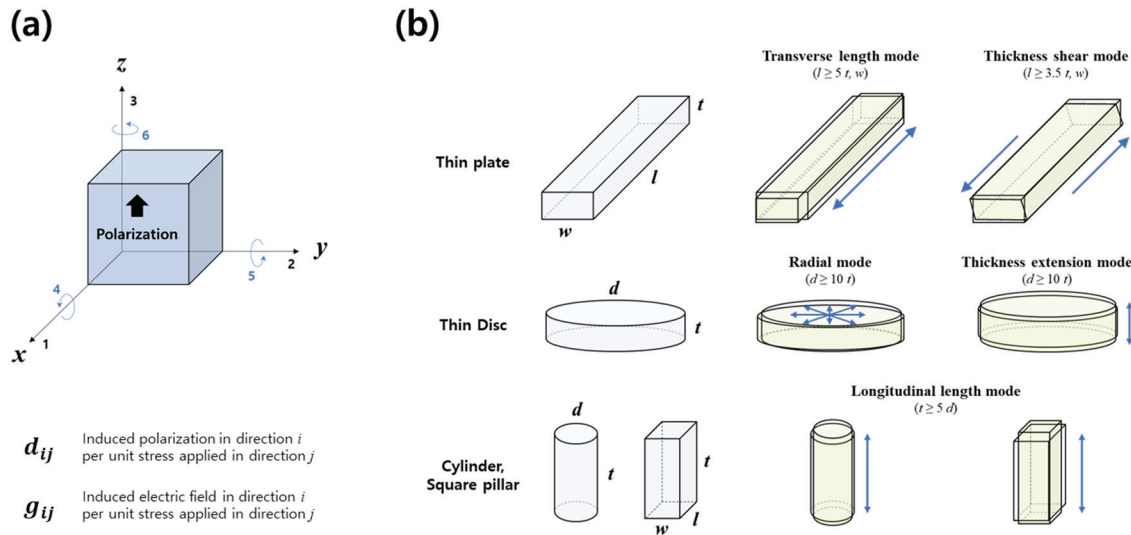 (a)
z
3
6
Polarization
y
2
5
4
x
1
d_ij Induced polarization in direction i
per unit stress applied in direction j
g_ij Induced electric field in direction i
per unit stress applied in direction j
(b)
Transverse length mode
(l ≥ 5 t, w)
Thickness shear mode
(l ≥ 3.5 t, w)
Thin plate
t
l
w
Radial mode
(d ≥ 10 t)
Thickness extension mode
(d ≥ 10 t)
Thin Disc
d
t
Longitudinal length mode
(t ≥ 5 d)
Cylinder,
Square pillar
d
t
t
w
l